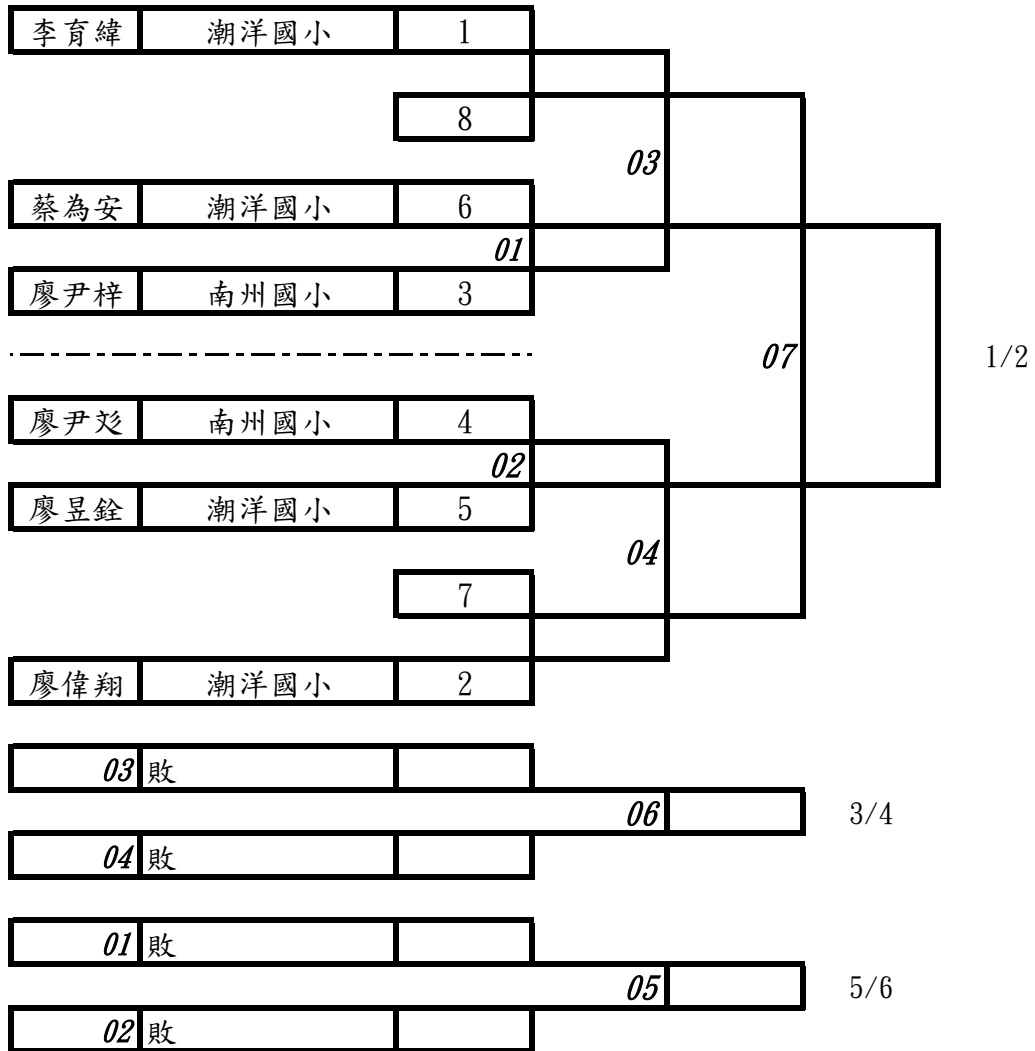 李育緯 潮洋國小 1
8
03
蔡為安 潮洋國小 6
01
廖尹梓 南州國小 3
07 1/2
廖尹彣 南州國小 4
02
廖昱銓 潮洋國小 5
04
7
廖偉翔 潮洋國小 2
03 敗
06 3/4
04 敗
01 敗
05 5/6
02 敗